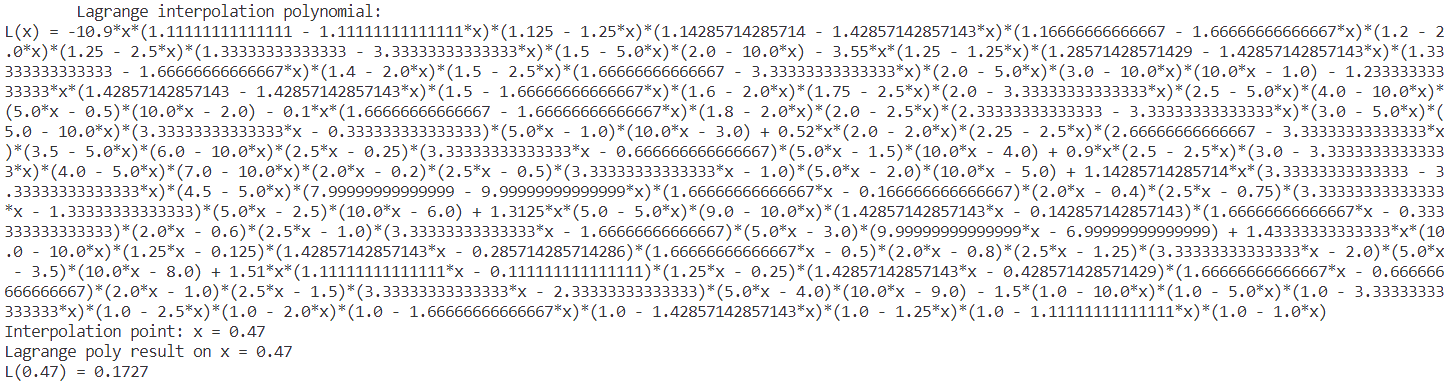 Lagrange interpolation polynomial:
L(x) = -10.9*x*(1.11111111111111 - 1.11111111111111*x)*(1.125 - 1.25*x)*(1.14285714285714 - 1.42857142857143*x)*(1.16666666666667 - 1.66666666666667*x)*(1.2 - 2
.0*x)*(1.25 - 2.5*x)*(1.33333333333333 - 3.33333333333333*x)*(1.5 - 5.0*x)*(2.0 - 10.0*x) - 3.55*x*(1.25 - 1.25*x)*(1.28571428571429 - 1.42857142857143*x)*(1.33
333333333333 - 1.66666666666667*x)*(1.4 - 2.0*x)*(1.5 - 2.5*x)*(1.66666666666667 - 3.33333333333333*x)*(2.0 - 5.0*x)*(3.0 - 10.0*x)*(10.0*x - 1.0) - 1.233333333
33333*x*(1.42857142857143 - 1.42857142857143*x)*(1.5 - 1.66666666666667*x)*(1.6 - 2.0*x)*(1.75 - 2.5*x)*(2.0 - 3.33333333333333*x)*(2.5 - 5.0*x)*(4.0 - 10.0*x)*
(5.0*x - 0.5)*(10.0*x - 2.0) - 0.1*x*(1.66666666666667 - 1.66666666666667*x)*(1.8 - 2.0*x)*(2.0 - 2.5*x)*(2.33333333333333 - 3.33333333333333*x)*(3.0 - 5.0*x)*(
5.0 - 10.0*x)*(3.33333333333333*x - 0.333333333333333)*(5.0*x - 1.0)*(10.0*x - 3.0) + 0.52*x*(2.0 - 2.0*x)*(2.25 - 2.5*x)*(2.66666666666667 - 3.33333333333333*x
)*(3.5 - 5.0*x)*(6.0 - 10.0*x)*(2.5*x - 0.25)*(3.33333333333333*x - 0.666666666666667)*(5.0*x - 1.5)*(10.0*x - 4.0) + 0.9*x*(2.5 - 2.5*x)*(3.0 - 3.3333333333333
3*x)*(4.0 - 5.0*x)*(7.0 - 10.0*x)*(2.0*x - 0.2)*(2.5*x - 0.5)*(3.33333333333333*x - 1.0)*(5.0*x - 2.0)*(10.0*x - 5.0) + 1.14285714285714*x*(3.33333333333333 - 3
.33333333333333*x)*(4.5 - 5.0*x)*(7.99999999999999 - 9.99999999999999*x)*(1.66666666666667*x - 0.166666666666667)*(2.0*x - 0.4)*(2.5*x - 0.75)*(3.33333333333333
*x - 1.33333333333333)*(5.0*x - 2.5)*(10.0*x - 6.0) + 1.3125*x*(5.0 - 5.0*x)*(9.0 - 10.0*x)*(1.42857142857143*x - 0.142857142857143)*(1.66666666666667*x - 0.333
333333333333)*(2.0*x - 0.6)*(2.5*x - 1.0)*(3.33333333333333*x - 1.66666666666667)*(5.0*x - 3.0)*(9.99999999999999*x - 6.99999999999999) + 1.43333333333333*x*(10
.0 - 10.0*x)*(1.25*x - 0.125)*(1.42857142857143*x - 0.285714285714286)*(1.66666666666667*x - 0.5)*(2.0*x - 0.8)*(2.5*x - 1.25)*(3.33333333333333*x - 2.0)*(5.0*x
- 3.5)*(10.0*x - 8.0) + 1.51*x*(1.11111111111111*x - 0.111111111111111)*(1.25*x - 0.25)*(1.42857142857143*x - 0.428571428571429)*(1.66666666666667*x - 0.666666
666666667)*(2.0*x - 1.0)*(2.5*x - 1.5)*(3.33333333333333*x - 2.33333333333333)*(5.0*x - 4.0)*(10.0*x - 9.0) - 1.5*(1.0 - 10.0*x)*(1.0 - 5.0*x)*(1.0 - 3.33333333
333333*x)*(1.0 - 2.5*x)*(1.0 - 2.0*x)*(1.0 - 1.66666666666667*x)*(1.0 - 1.42857142857143*x)*(1.0 - 1.25*x)*(1.0 - 1.11111111111111*x)*(1.0 - 1.0*x)
Interpolation point: x = 0.47
Lagrange poly result on x = 0.47
L(0.47) = 0.1727